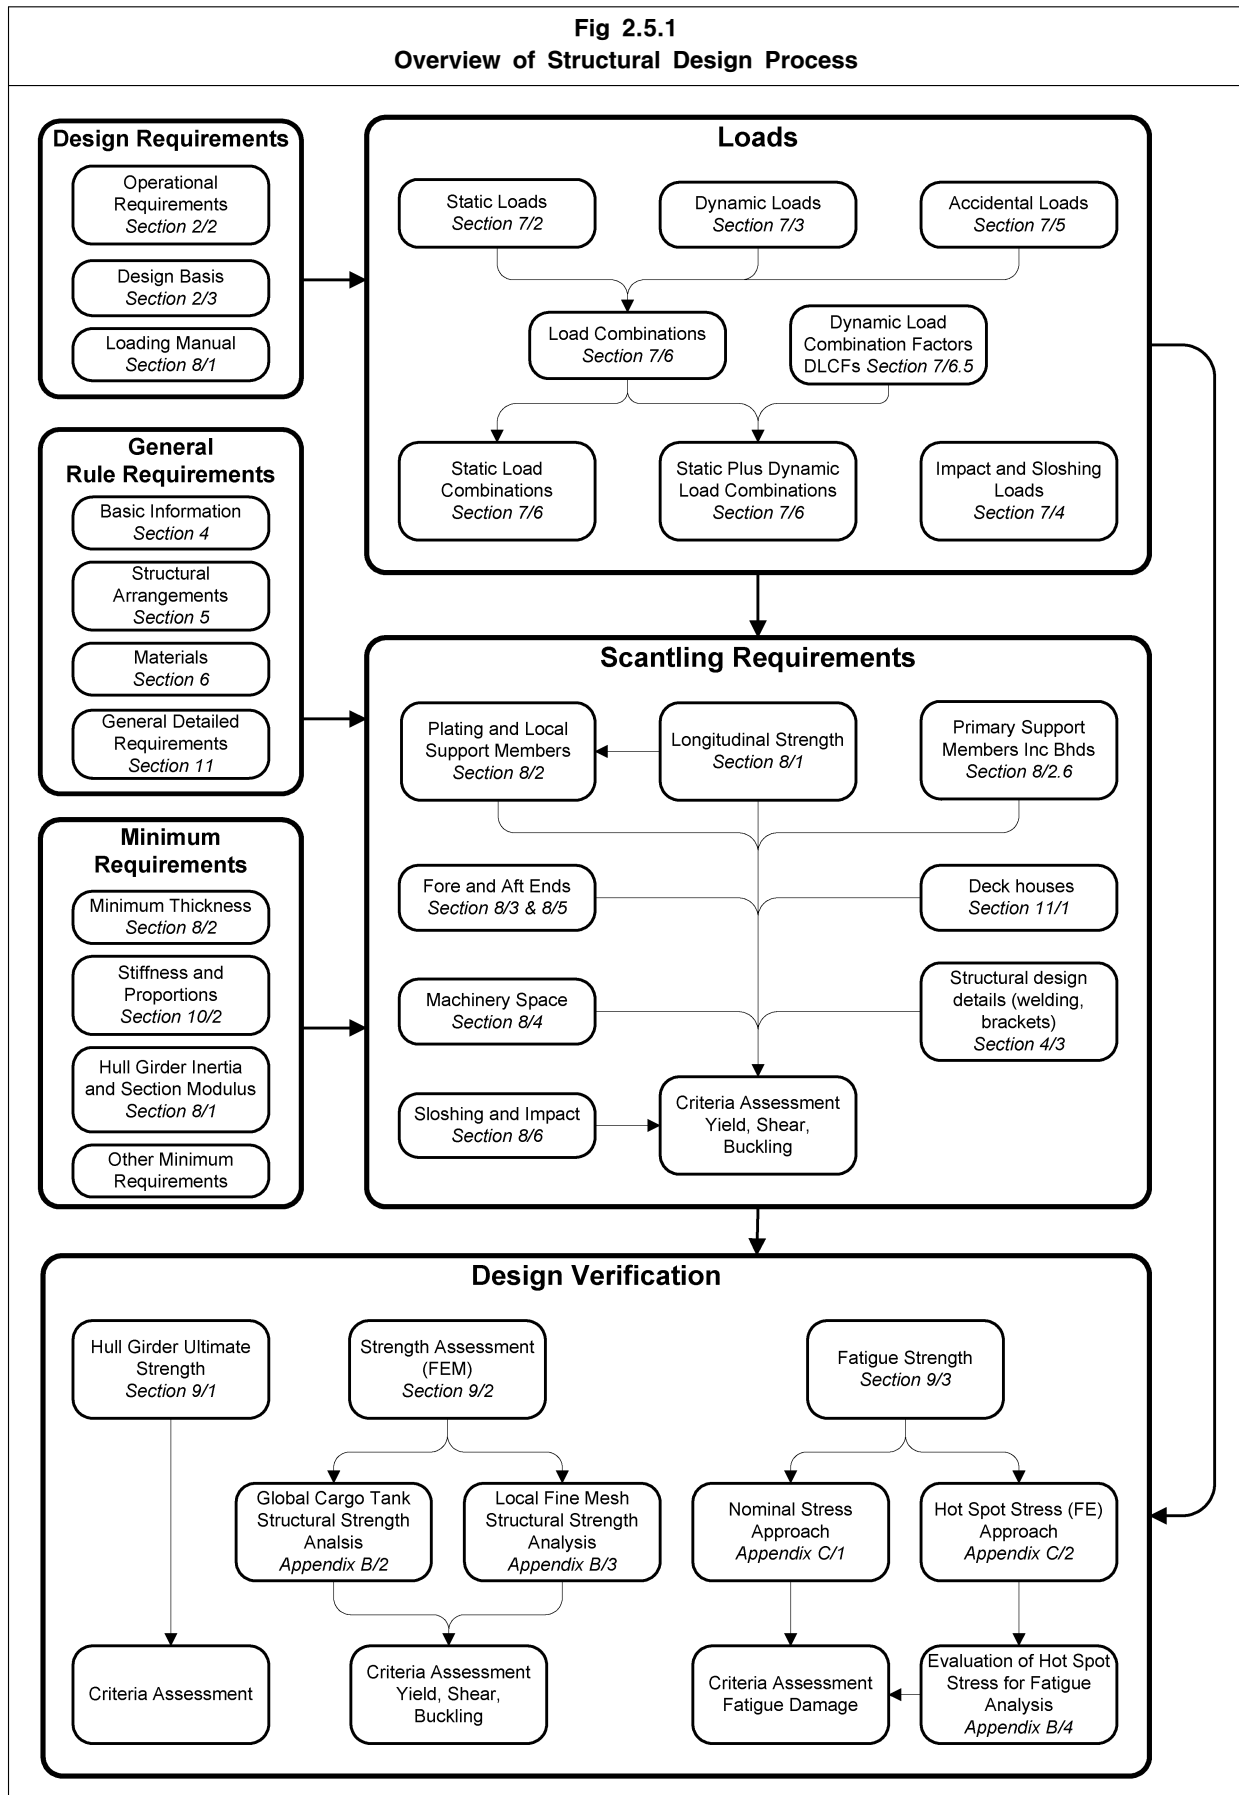 Fig 2.5.1
Overview of Structural Design Process
Design Requirements
Operational
Requirements
Section 2/2
Design Basis
Section 2/3
Loading Manual
Section 8/1
General
Rule Requirements
Basic Information
Section 4
Structural
Arrangements
Section 5
Materials
Section 6
General Detailed
Requirements
Section 11
Minimum
Requirements
Minimum Thickness
Section 8/2
Stiffness and
Proportions
Section 10/2
Hull Girder Inertia
and Section Modulus
Section 8/1
Other Minimum
Requirements
Loads
Static Loads
Section 7/2
Dynamic Loads
Section 7/3
Accidental Loads
Section 7/5
Load Combinations
Section 7/6
Dynamic Load
Combination Factors
DLCFs Section 7/6.5
Static Load
Combinations
Section 7/6
Static Plus Dynamic
Load Combinations
Section 7/6
Impact and Sloshing
Loads
Section 7/4
Scantling Requirements
Plating and Local
Support Members
Section 8/2
Longitudinal Strength
Section 8/1
Primary Support
Members Inc Bhds
Section 8/2.6
Fore and Aft Ends
Section 8/3 & 8/5
Deck houses
Section 11/1
Machinery Space
Section 8/4
Structural design
details (welding,
brackets)
Section 4/3
Sloshing and Impact
Section 8/6
Criteria Assessment
Yield, Shear,
Buckling
Design Verification
Hull Girder Ultimate
Strength
Section 9/1
Strength Assessment
(FEM)
Section 9/2
Fatigue Strength
Section 9/3
Global Cargo Tank
Structural Strength
Analsis
Appendix B/2
Local Fine Mesh
Structural Strength
Analysis
Appendix B/3
Nominal Stress
Approach
Appendix C/1
Hot Spot Stress (FE)
Approach
Appendix C/2
Criteria Assessment
Criteria Assessment
Yield, Shear,
Buckling
Criteria Assessment
Fatigue Damage
Evaluation of Hot Spot
Stress for Fatigue
Analysis
Appendix B/4